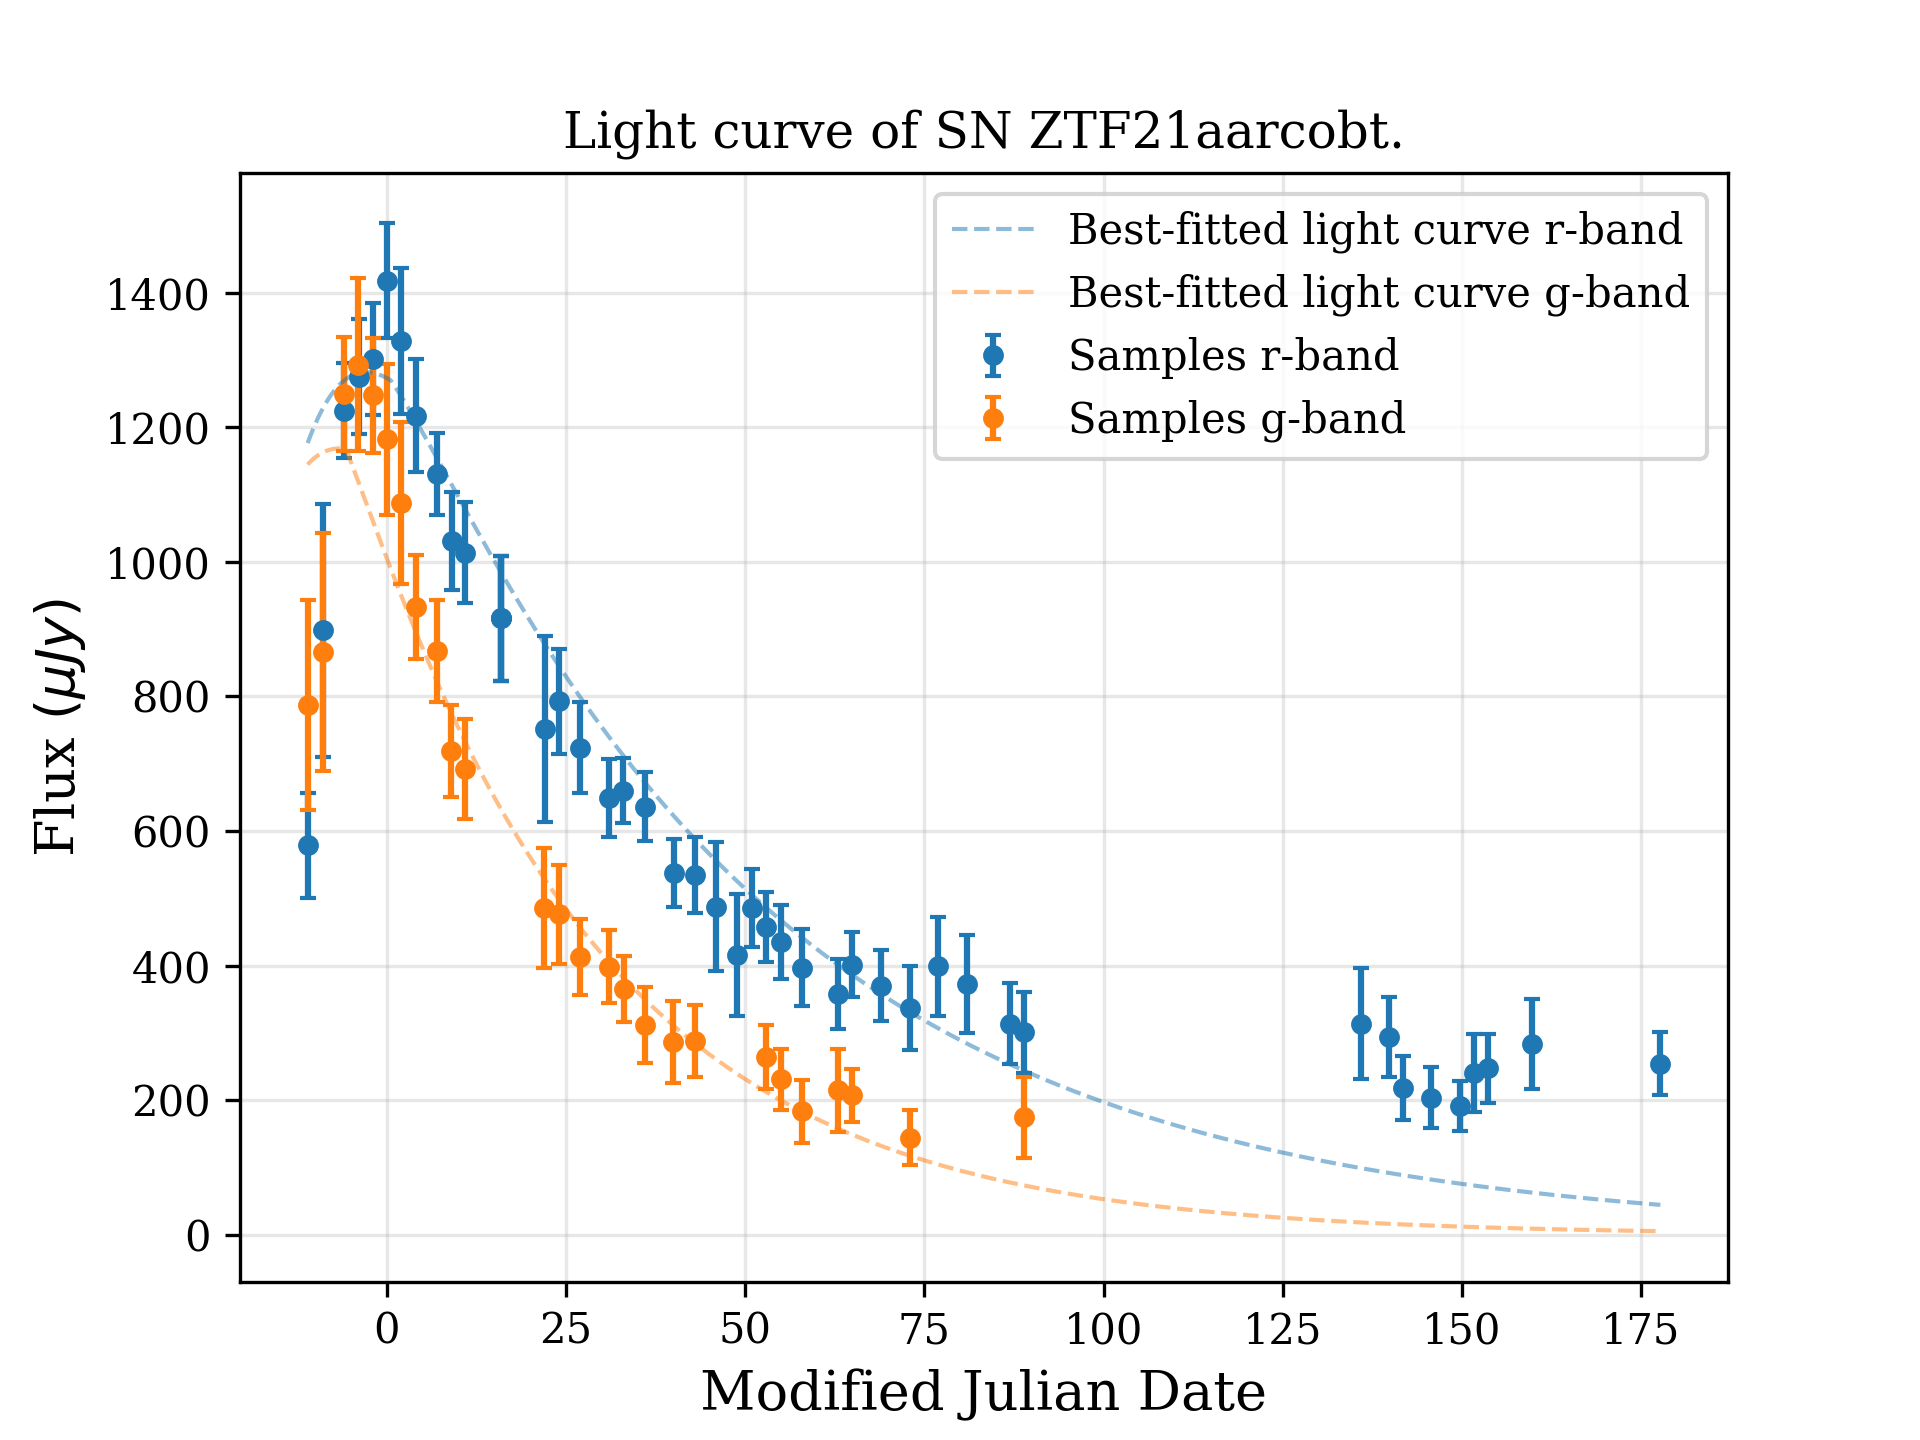 Light curve of SN ZTF21aarcobt.
Best-fitted light curve r-band
Best-fitted light curve g-band
Samples r-band
Samples g-band
Flux (μJy)
1400
1200
1000
800
600
400
200
0
0 25 50 75 100 125 150 175
Modified Julian Date